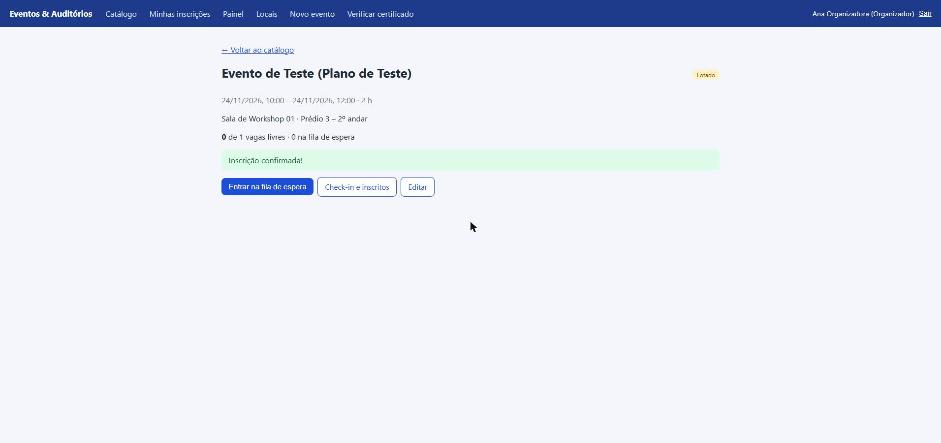 Eventos & Auditórios Catálogo Minhas inscrições Painel Locais Novo evento Verificar certificado Ana Organizadora (Organizador) Sair
← Voltar ao catálogo
Evento de Teste (Plano de Teste) Lotado
24/11/2026, 10:00 – 24/11/2026, 12:00 · 2 h
Sala de Workshop 01 · Prédio 3 – 2º andar
0 de 1 vagas livres · 0 na fila de espera
Inscrição confirmada!
Entrar na fila de espera Check-in e inscritos Editar